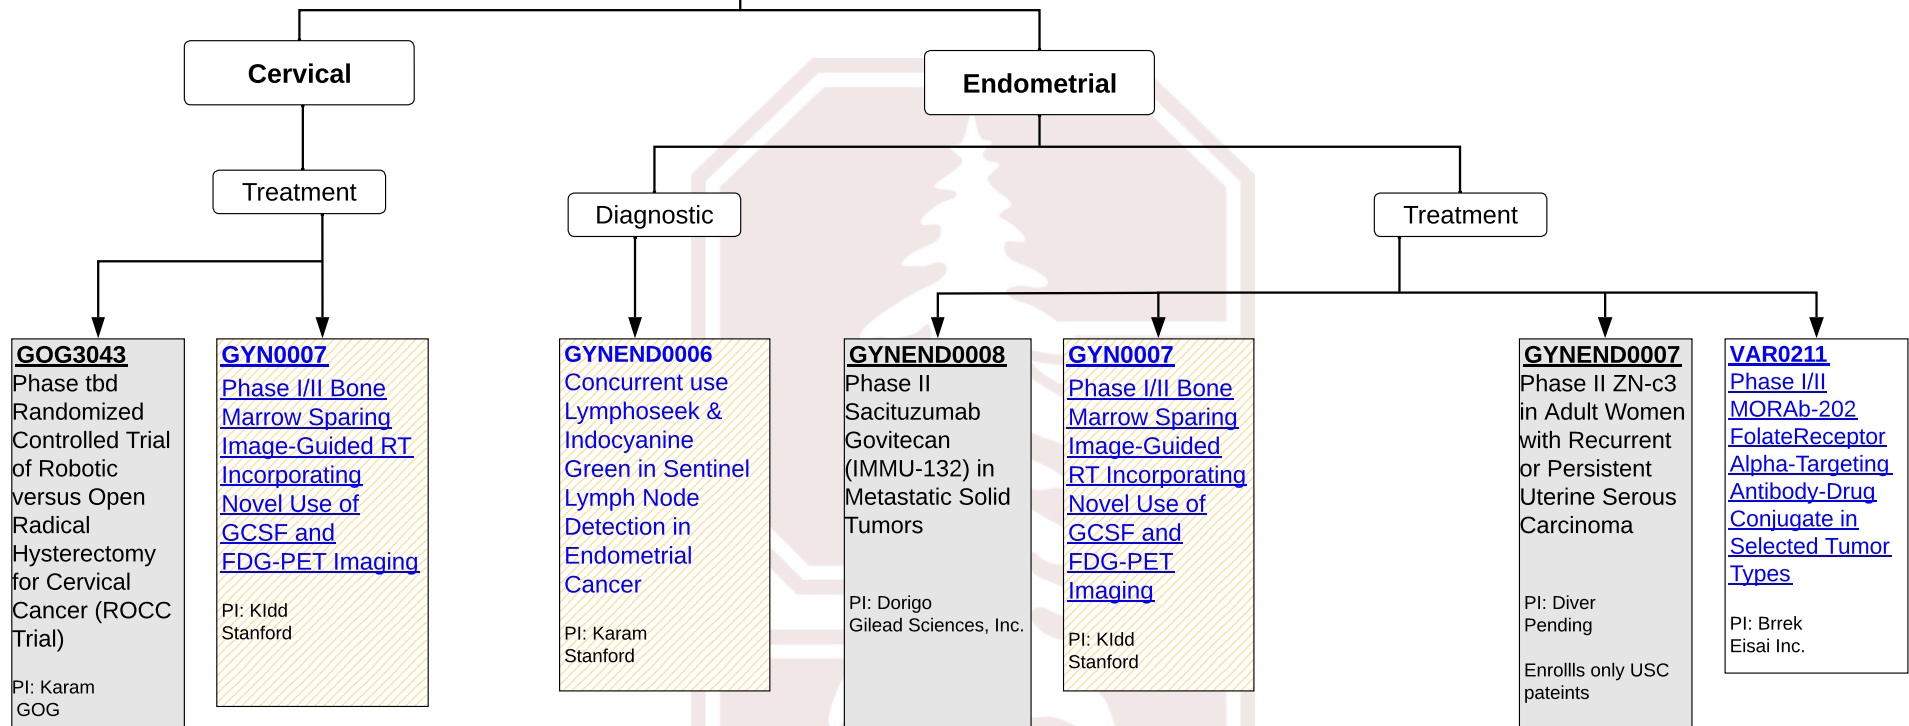 Cervical
Endometrial
Treatment
Diagnostic
Treatment
GOG3043
Phase tbd
Randomized
Controlled Trial
of Robotic
versus Open
Radical
Hysterectomy
for Cervical
Cancer (ROCC
Trial)
PI: Karam
GOG
GYN0007
Phase I/II Bone
Marrow Sparing
Image-Guided RT
Incorporating
Novel Use of
GCSF and
FDG-PET Imaging
PI: KIdd
Stanford
GYNEND0006
Concurrent use
Lymphoseek &
Indocyanine
Green in Sentinel
Lymph Node
Detection in
Endometrial
Cancer
PI: Karam
Stanford
GYNEND0008
Phase II
Sacituzumab
Govitecan
(IMMU-132) in
Metastatic Solid
Tumors
PI: Dorigo
Gilead Sciences, Inc.
GYN0007
Phase I/II Bone
Marrow Sparing
Image-Guided
RT Incorporating
Novel Use of
GCSF and
FDG-PET
Imaging
PI: KIdd
Stanford
GYNEND0007
Phase II ZN-c3
in Adult Women
with Recurrent
or Persistent
Uterine Serous
Carcinoma
PI: Diver
Pending
Enrollls only USC
pateints
VAR0211
Phase I/II
MORAb-202
FolateReceptor
Alpha-Targeting
Antibody-Drug
Conjugate in
Selected Tumor
Types
PI: Brrek
Eisai Inc.